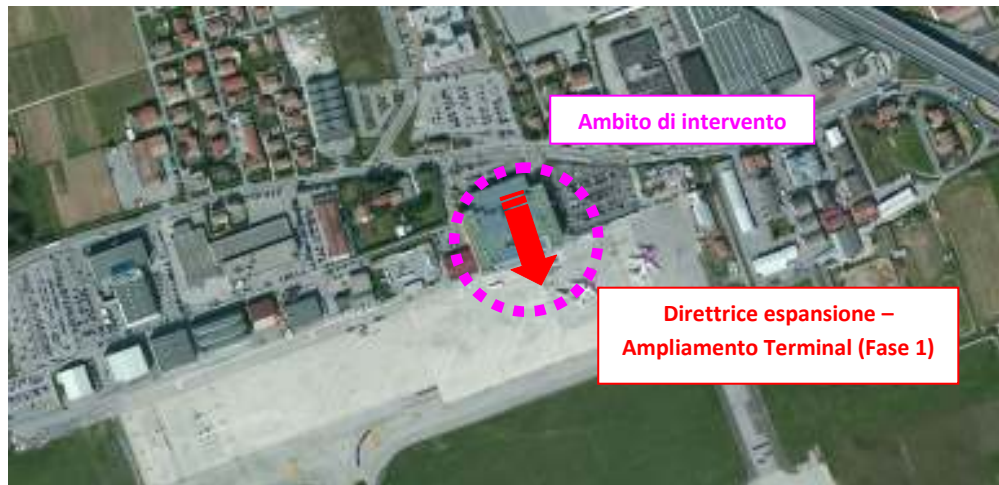 Ambito di intervento
Direttrice espansione –
Ampliamento Terminal (Fase 1)